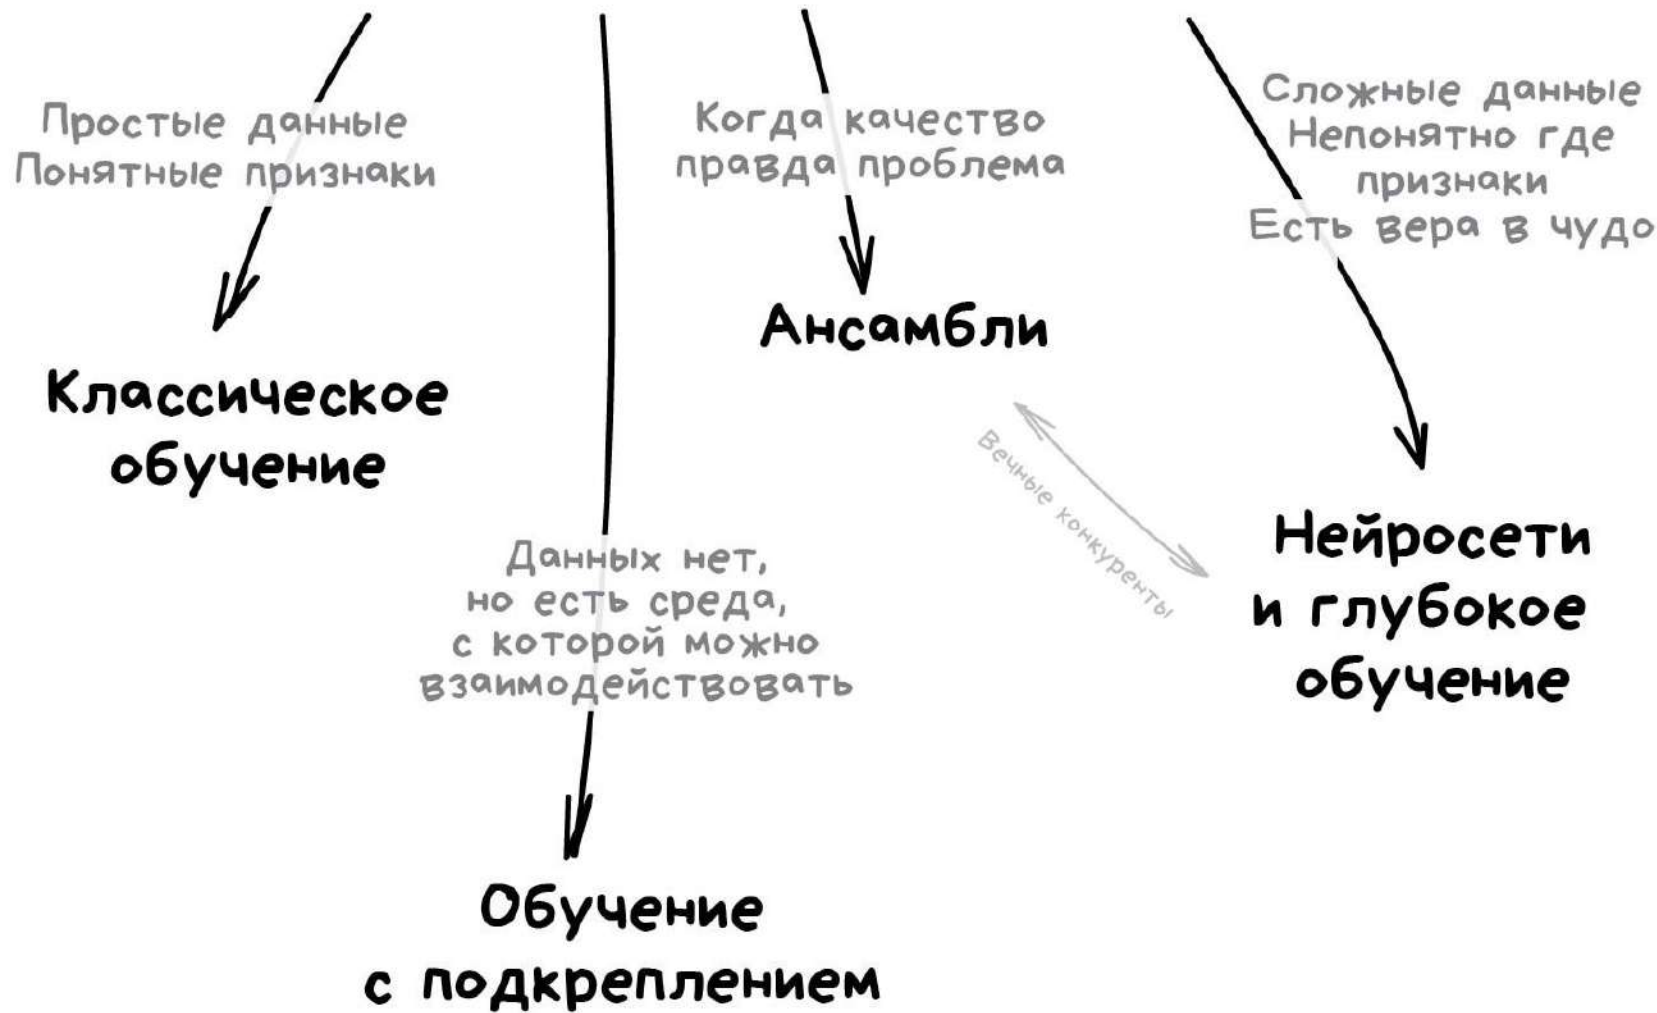 Простые данные
Понятные признаки
Классическое
обучение
Данных нет,
но есть среда,
с которой можно
взаимодействовать
Обучение
с подкреплением
Когда качество
правда проблема
Ансамбли
Вечные конкуренты
Сложные данные
Непонятно где
признаки
Есть вера в чудо
Нейросети
и глубокое
обучение